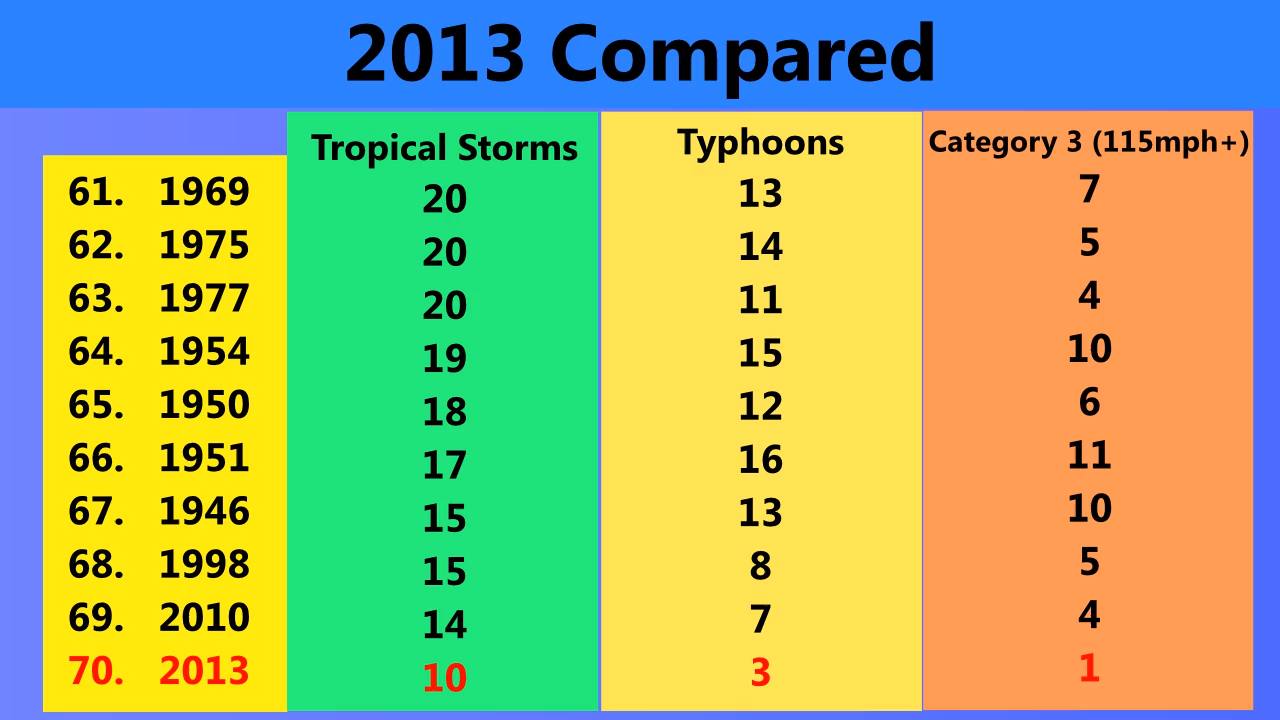 2013 Compared
Tropical Storms Typhoons Category 3 (115mph+)
61. 1969 20 13 7
62. 1975 20 14 5
63. 1977 20 11 4
64. 1954 19 15 10
65. 1950 18 12 6
66. 1951 17 16 11
67. 1946 15 13 10
68. 1998 15 8 5
69. 2010 14 7 4
70. 2013 10 3 1